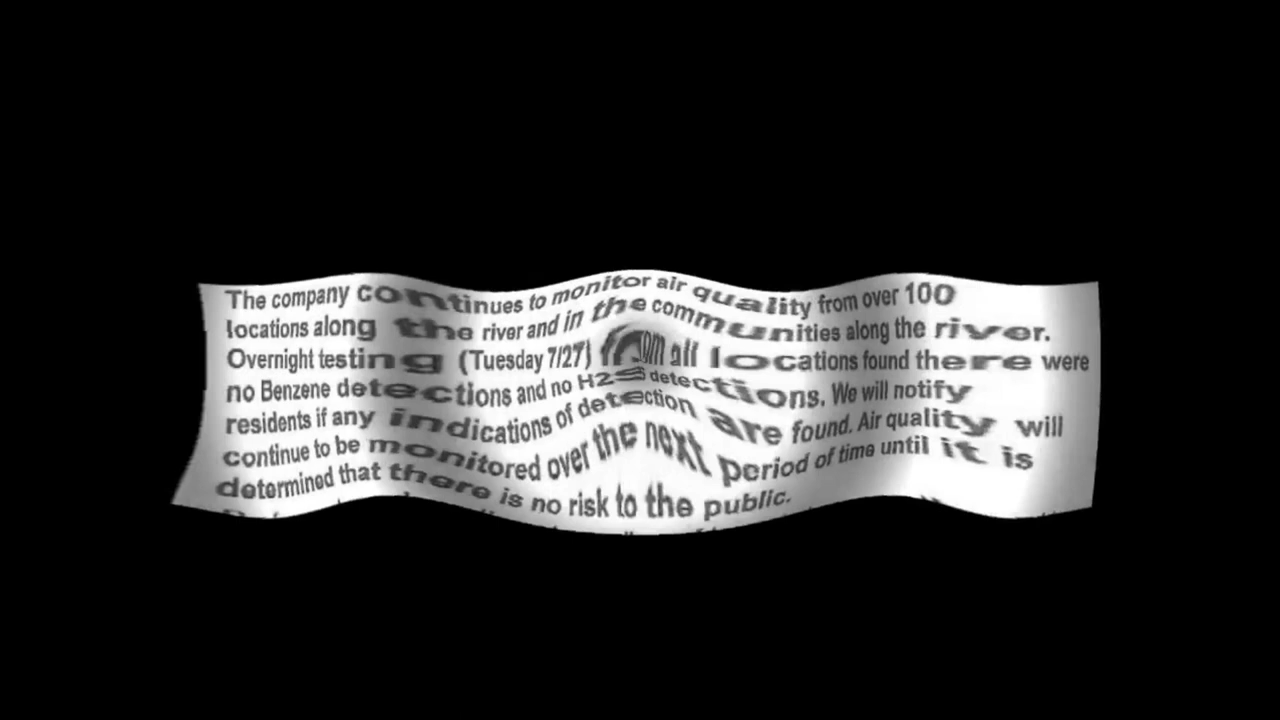 The company continues to monitor air quality from over 100
locations along the river and in the communities along the river.
Overnight testing (Tuesday 7/27) from all locations found there were
no Benzene detections and no H2S detections. We will notify
residents if any indications of detection are found. Air quality will
continue to be monitored over the next period of time until it is
determined that there is no risk to the public.